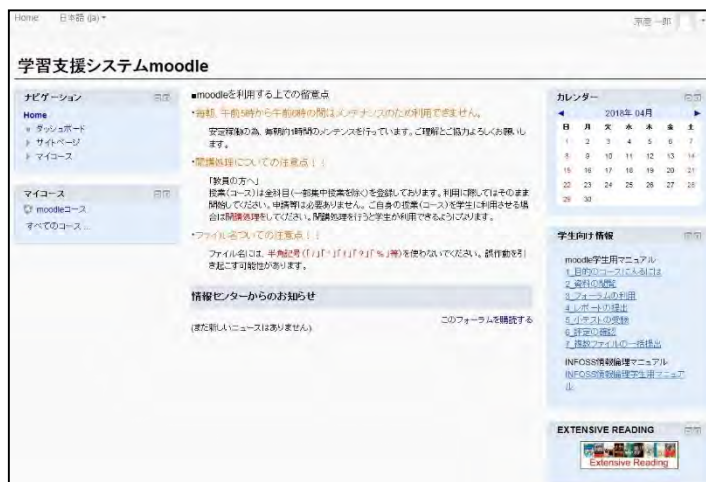 Home 日本語 (ja)
学習支援システムmoodle
ナビゲーション
Home
ダッシュボード
サイトページ
マイコース
マイコース
moodleコース
すべてのコース...
■moodleを利用する上での留意点
・毎朝、午前5時から午前6時の間はメンテナンスのため利用できません。
安定稼働の為、毎朝約1時間のメンテンスを行っています。ご理解とご協力よろしくお願いし
ます。
・開講処理についての注意点！！
「教員の方へ」
授業(コース)は全科目(一部集中授業を除く)を登録しております。利用に際してはそのまま
開始してください。申請等は必要ありません。ご自身の授業(コース)を学生に利用させる場
合は開講処理をしてください。開講処理を行うと学生が利用できるようになります。
・ファイル名ついての注意点！！
ファイル名には、半角記号(「/」「'」「!」「?」「%」等)を使わないでください。誤作動を引
き起こす可能性があります。
情報センターからのお知らせ
このフォーラムを購読する
(まだ新しいニュースはありません)
カレンダー
2018年 04月
日 月 火 水 木 金 土
1 2 3 4 5 6 7
8 9 10 11 12 13 14
15 16 17 18 19 20 21
22 23 24 25 26 27 28
29 30
学生向け情報
moodle学生用マニュアル
1_目的のコースに入るには
2_資料の閲覧
3_フォーラムの利用
4_レポートの提出
5_小テストの受験
6_評定の確認
7_複数ファイルの一括提出
INFOSS情報倫理マニュアル
INFOSS情報倫理学生用マニュア
ル
EXTENSIVE READING
Extensive Reading